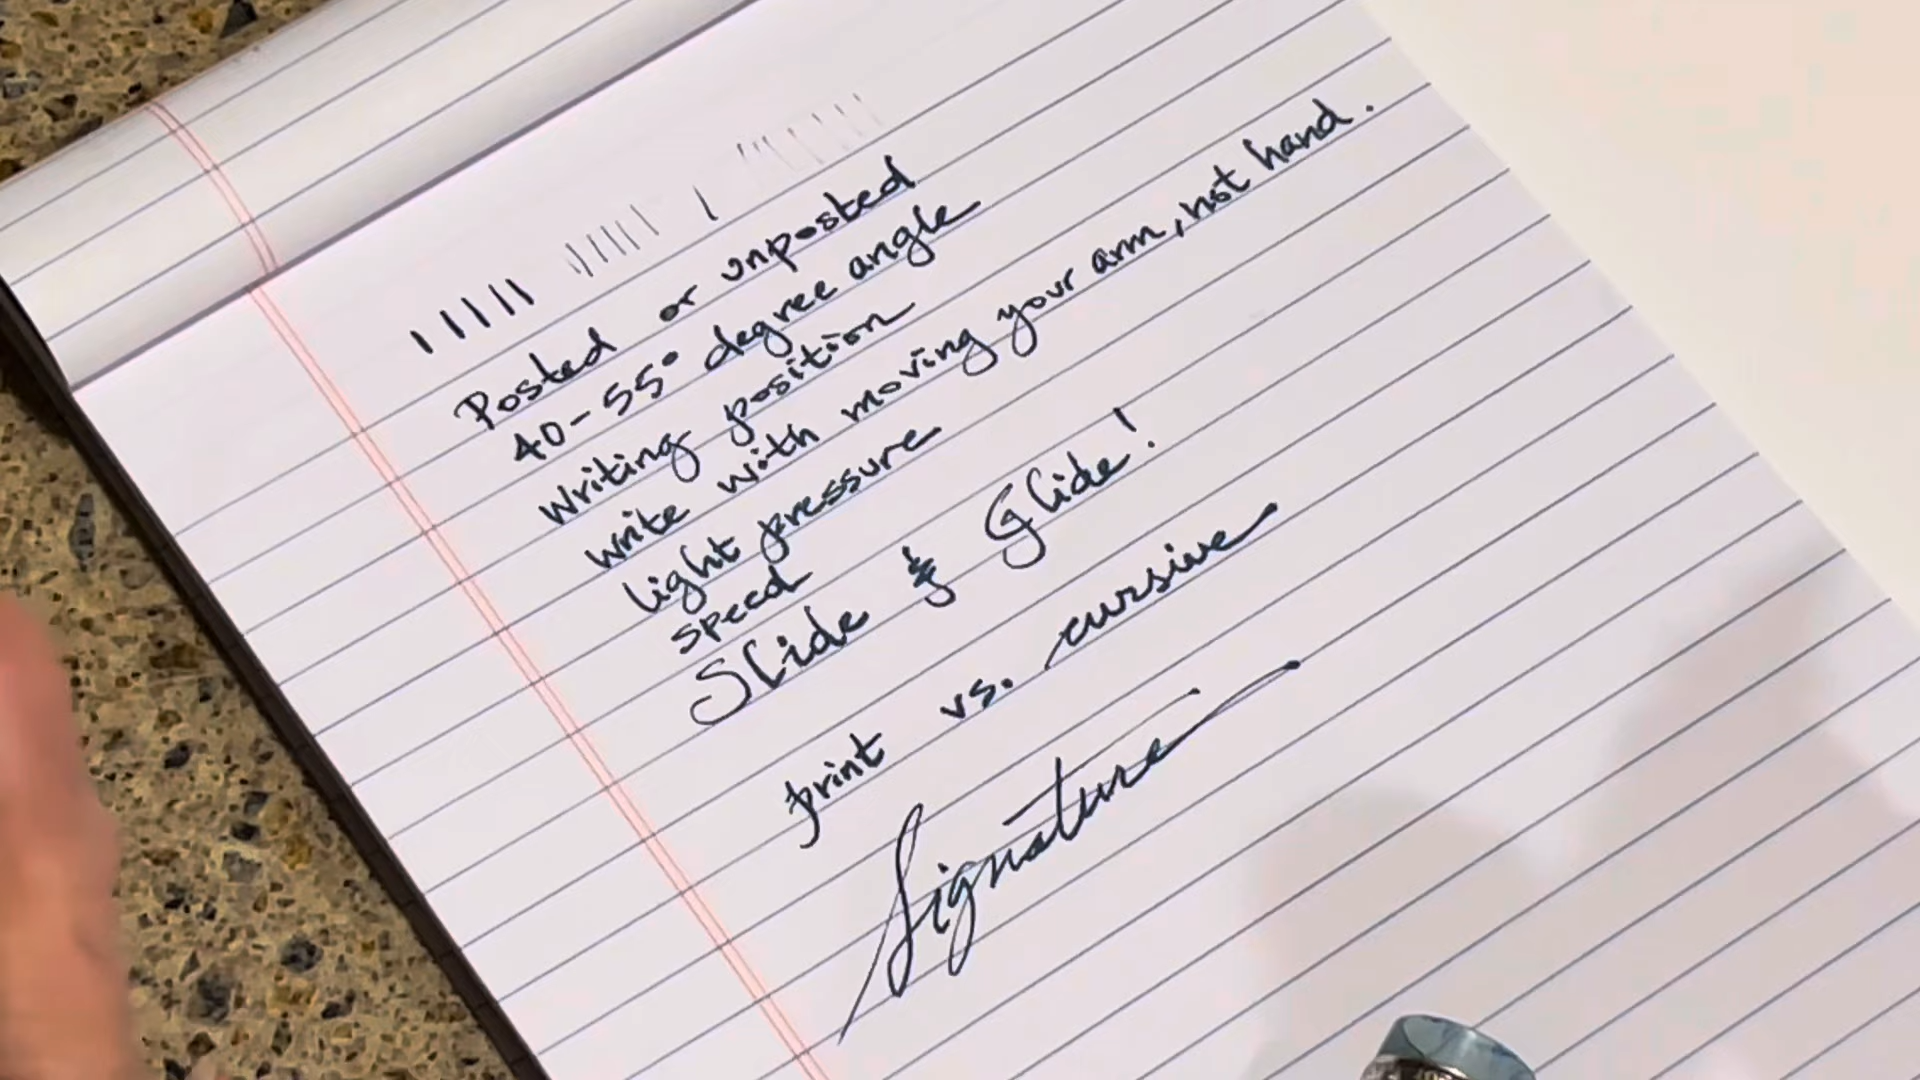 Posted or unposted
40-55° degree angle
Writing position
write with moving your arm, not hand.
light pressure
speed
Slide & Glide!
print vs. cursive
Signature